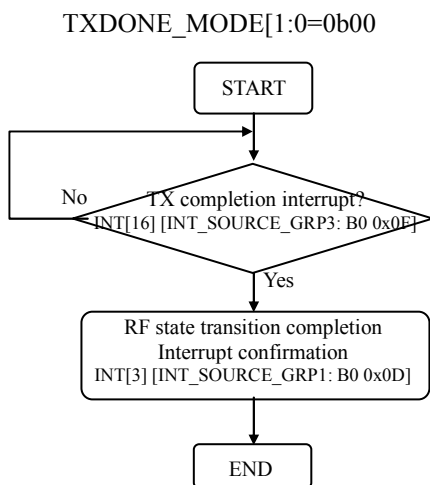 TXDONE_MODE[1:0=0b00
START
No
TX completion interrupt?
INT[16] [INT_SOURCE_GRP3: B0 0x0F]
Yes
RF state transition completion
Interrupt confirmation
INT[3] [INT_SOURCE_GRP1: B0 0x0D]
END